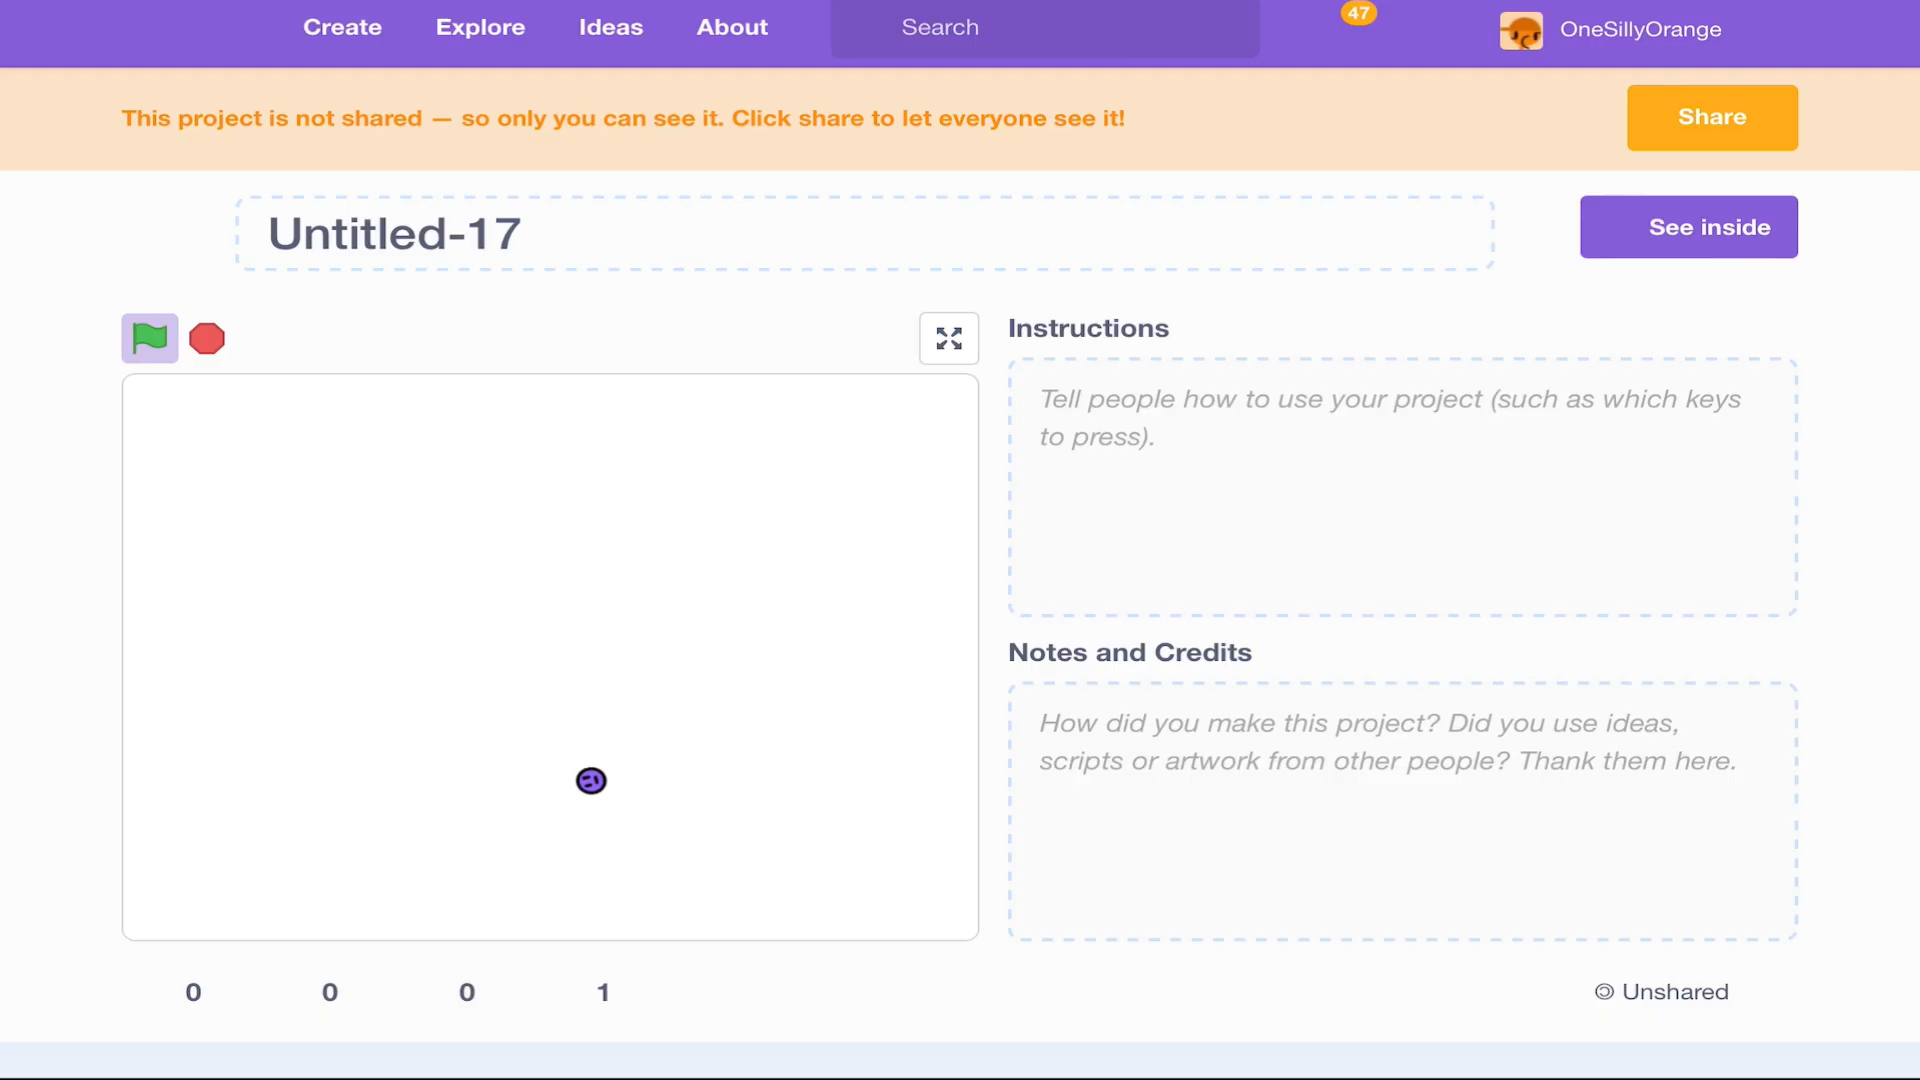 Create Explore Ideas About Search 47 OneSillyOrange
This project is not shared — so only you can see it. Click share to let everyone see it! Share
Untitled-17 See inside
Instructions
Tell people how to use your project (such as which keys
to press).
Notes and Credits
How did you make this project? Did you use ideas,
scripts or artwork from other people? Thank them here.
0 0 0 1 Unshared